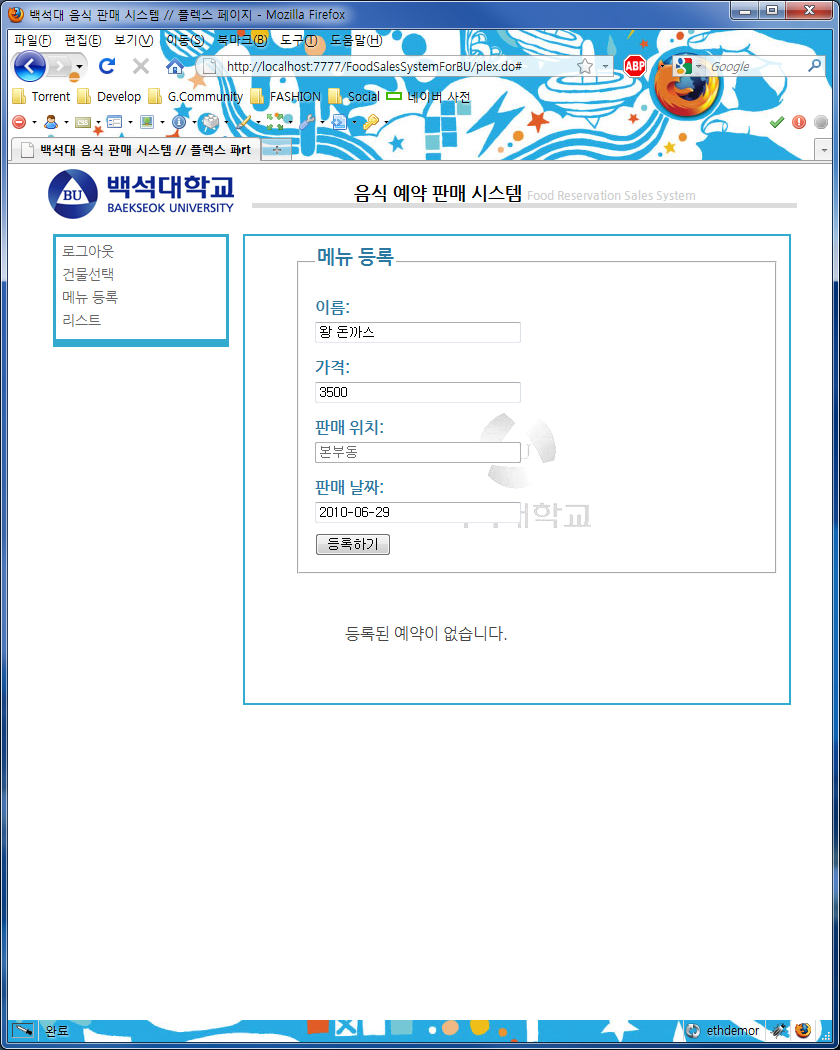 백석대 음식 판매 시스템 // 플렉스 페이지 - Mozilla Firefox
파일(F) 편집(E) 보기(V) 이동(S) 북마크(B) 도구(T) 도움말(H)
http://localhost:7777/FoodSalesSystemForBU/plex.do# ABP Google
Torrent Develop G.Community FASHION Social 네이버 사전
백석대 음식 판매 시스템 // 플렉스
BU 백석대학교
BAEKSEOK UNIVERSITY
음식 예약 판매 시스템 Food Reservation Sales System
로그아웃
건물선택
메뉴 등록
리스트
메뉴 등록
이름:
왕 돈까스
가격:
3500
판매 위치:
본부동
판매 날짜:
2010-06-29
대학교
등록하기
등록된 예약이 없습니다.
완료
ethdemor